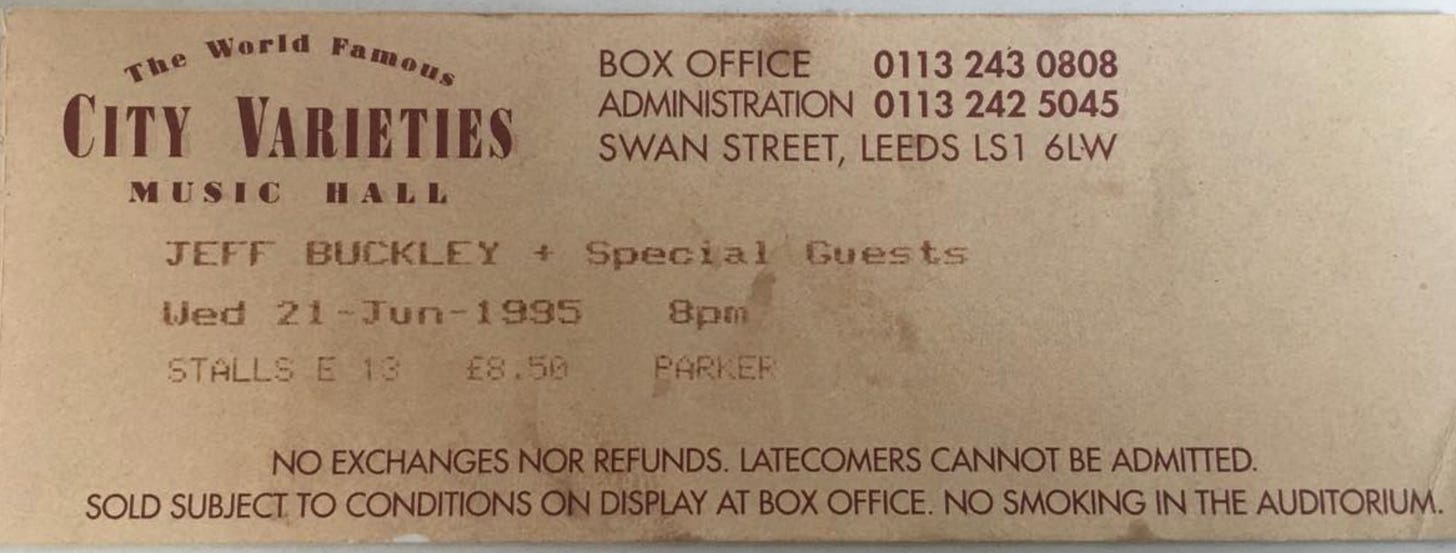 The World Famous
CITY VARIETIES
MUSIC HALL
BOX OFFICE 0113 243 0808
ADMINISTRATION 0113 242 5045
SWAN STREET, LEEDS LS1 6LW
JEFF BUCKLEY + Special Guests
Wed 21-Jun-1995 8pm
STALLS E 13 £8.50 PARKER
NO EXCHANGES NOR REFUNDS. LATECOMERS CANNOT BE ADMITTED.
SOLD SUBJECT TO CONDITIONS ON DISPLAY AT BOX OFFICE. NO SMOKING IN THE AUDITORIUM.